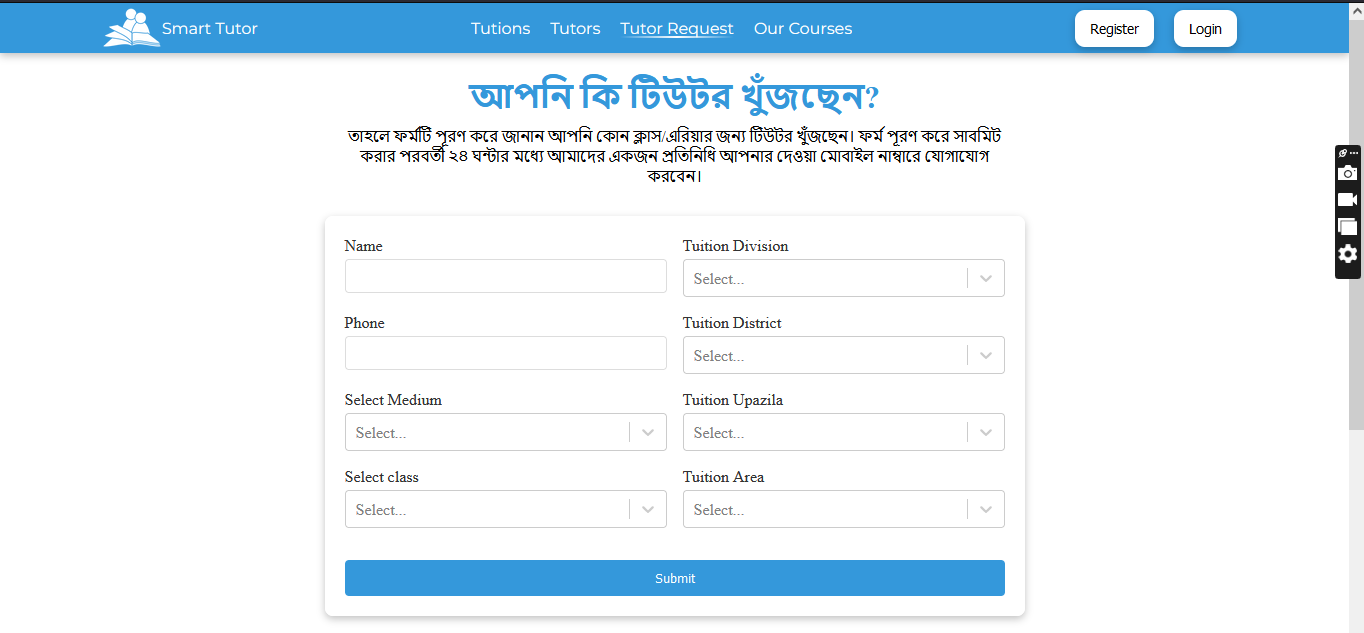 Smart Tutor
Tutions
Tutors
Tutor Request
Our Courses
Register
Login
আপনি কি টিউটর খুঁজছেন?
তাহলে ফর্মটি পূরণ করে জানান আপনি কোন ক্লাস/এরিয়ার জন্য টিউটর খুঁজছেন। ফর্ম পূরণ করে সাবমিট
করার পরবর্তী ২৪ ঘন্টার মধ্যে আমাদের একজন প্রতিনিধি আপনার দেওয়া মোবাইল নাম্বারে যোগাযোগ
করবেন।
Name
Tuition Division
Select...
Phone
Tuition District
Select...
Select Medium
Tuition Upazila
Select...
Select...
Select class
Tuition Area
Select...
Select...
Submit